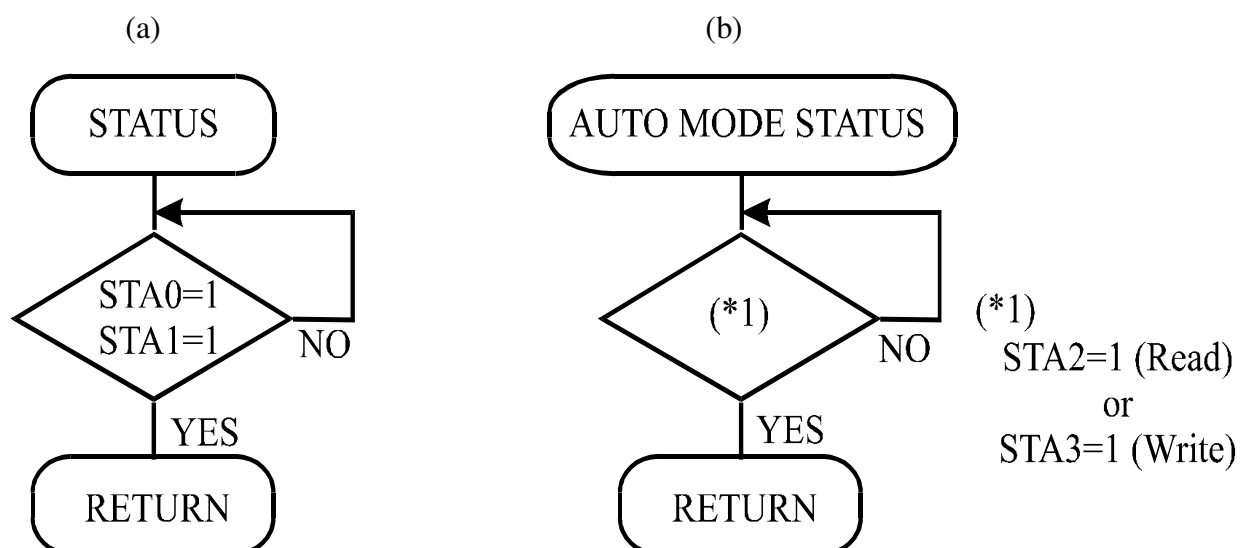 (a)
STATUS
STA0=1
STA1=1
NO
YES
RETURN
(b)
AUTO MODE STATUS
(*1)
NO
YES
RETURN
(*1)
STA2=1 (Read)
or
STA3=1 (Write)